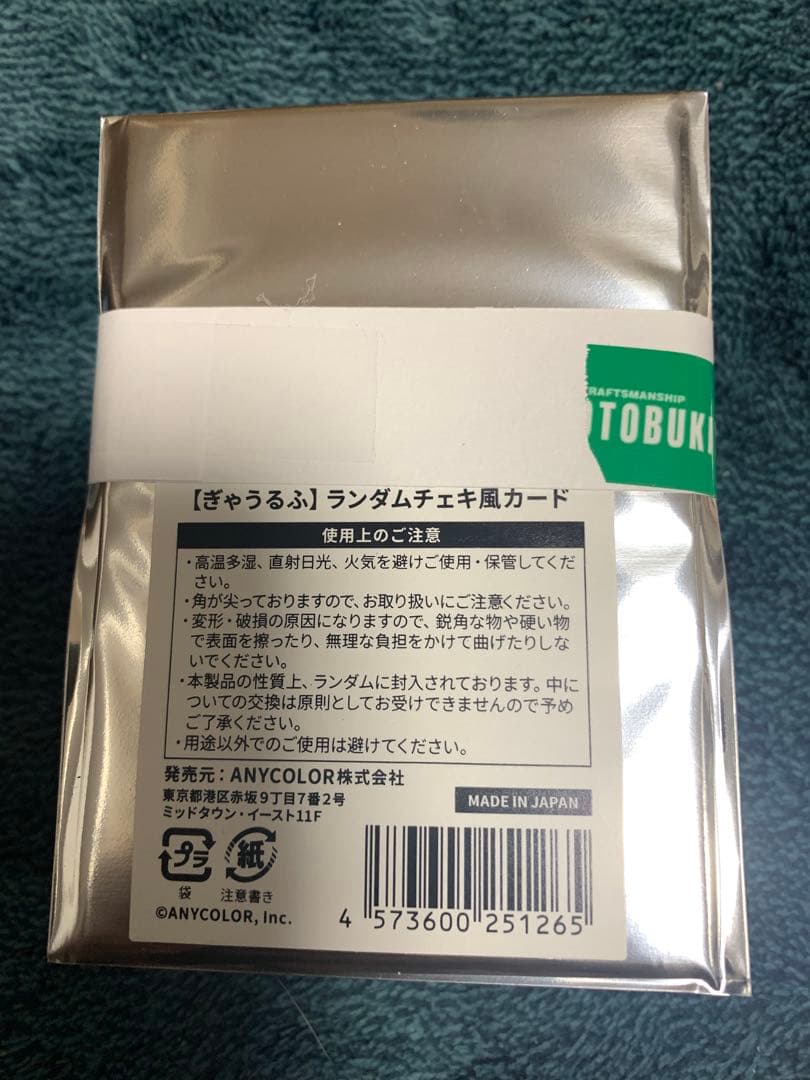 CRAFTSMANSHIP
TOBUKI
【ぎゃうるふ】ランダムチェキ風カード
使用上のご注意
・高温多湿、直射日光、火気を避けご使用・保管してくだ
さい。
・角が尖っておりますので、お取り扱いにご注意ください。
・変形・破損の原因になりますので、鋭角な物や硬い物
で表面を擦ったり、無理な負担をかけて曲げたりしな
いでください。
・本製品の性質上、ランダムに封入されております。中に
ついての交換は原則としてお受けできませんので予め
ご了承ください。
・用途以外でのご使用は避けてください。
発売元：ANYCOLOR株式会社
東京都港区赤坂9丁目7番2号
ミッドタウン・イースト11F
MADE IN JAPAN
プラ
紙
袋
注意書き
©ANYCOLOR, Inc.
4 573600 251265